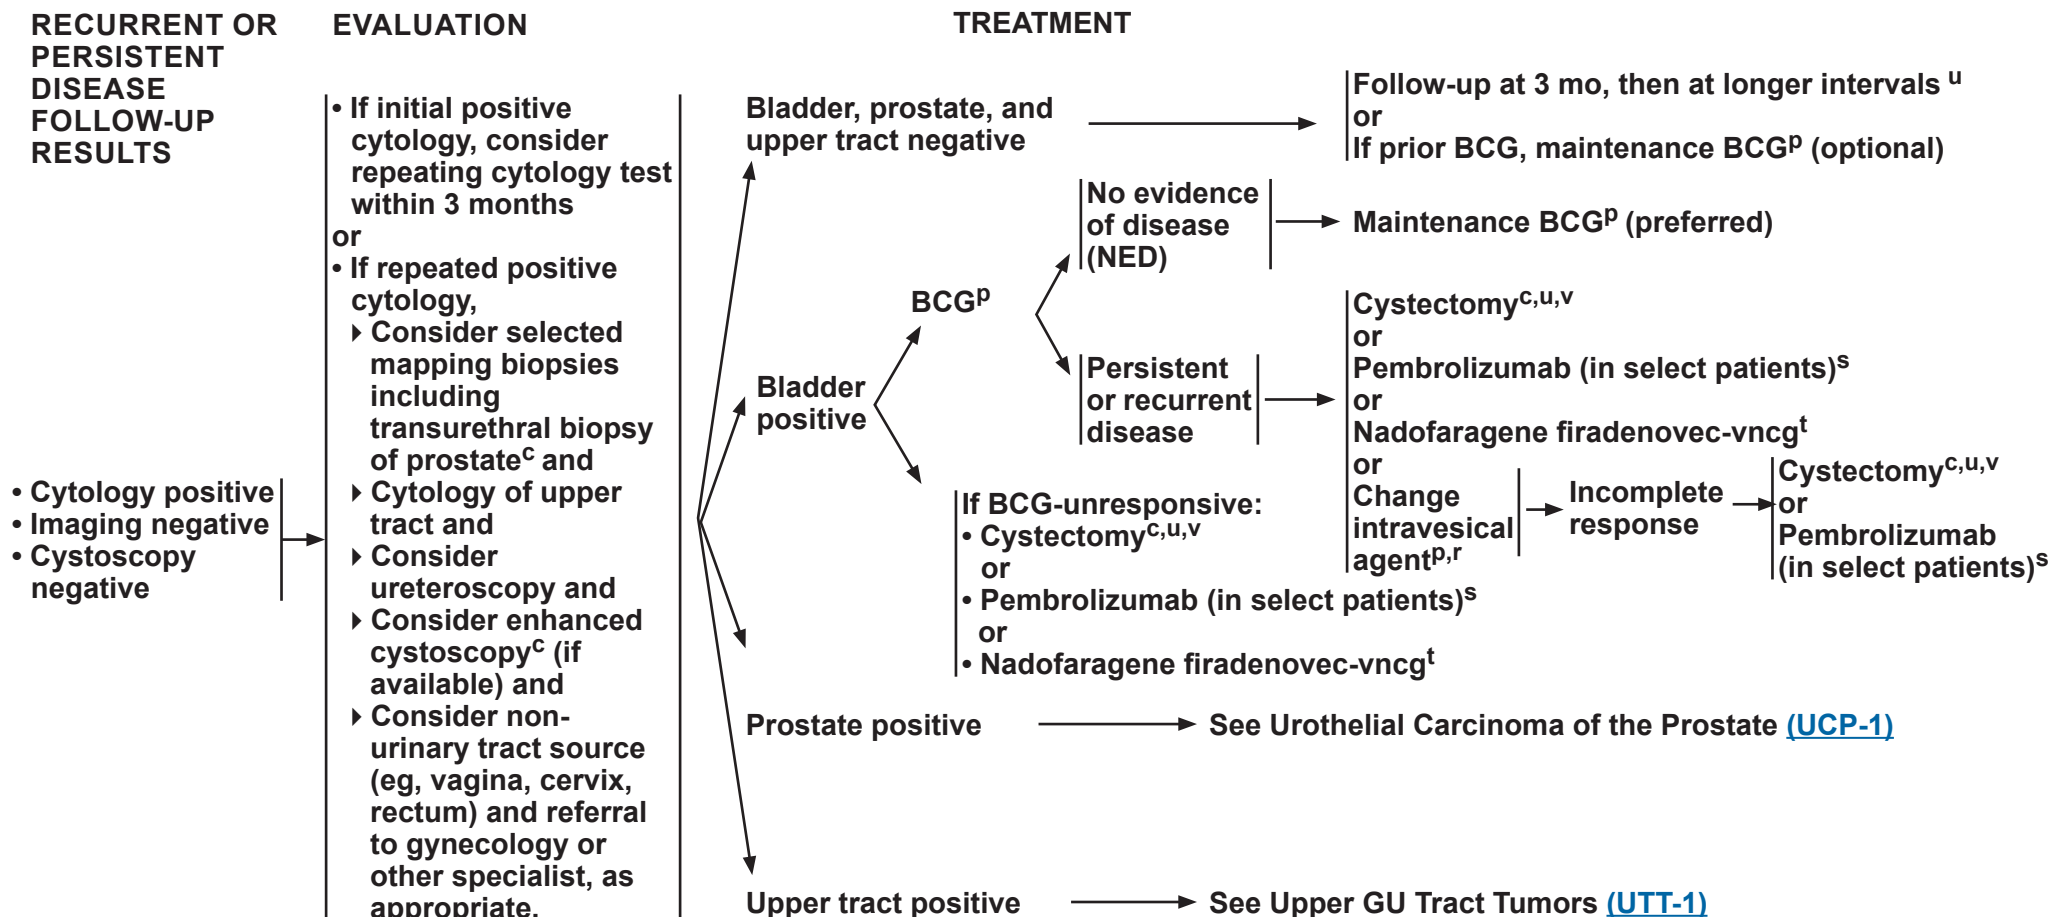 RECURRENT OR
PERSISTENT
DISEASE
FOLLOW-UP
RESULTS
EVALUATION
TREATMENT
• Cytology positive
• Imaging negative
• Cystoscopy
negative
• If initial positive
cytology, consider
repeating cytology test
within 3 months
or
• If repeated positive
cytology,
Consider selected
mapping biopsies
including
transurethral biopsy
of prostatec and
Cytology of upper
tract and
Consider
ureteroscopy and
Consider enhanced
cystoscopyc (if
available) and
Consider non-
urinary tract source
(eg, vagina, cervix,
rectum) and referral
to gynecology or
other specialist, as
appropriate.
Bladder, prostate, and
upper tract negative
Follow-up at 3 mo, then at longer intervals u
or
If prior BCG, maintenance BCGp (optional)
Bladder
positive
BCGp
No evidence
of disease
(NED)
Maintenance BCGp (preferred)
Persistent
or recurrent
disease
Cystectomyc,u,v
or
Pembrolizumab (in select patients)s
or
Nadofaragene firadenovec-vncgt
or
Change
intravesical
agentp,r
Incomplete
response
Cystectomyc,u,v
or
Pembrolizumab
(in select patients)s
If BCG-unresponsive:
• Cystectomyc,u,v
or
• Pembrolizumab (in select patients)s
or
• Nadofaragene firadenovec-vncgt
Prostate positive
See Urothelial Carcinoma of the Prostate (UCP-1)
Upper tract positive
See Upper GU Tract Tumors (UTT-1)